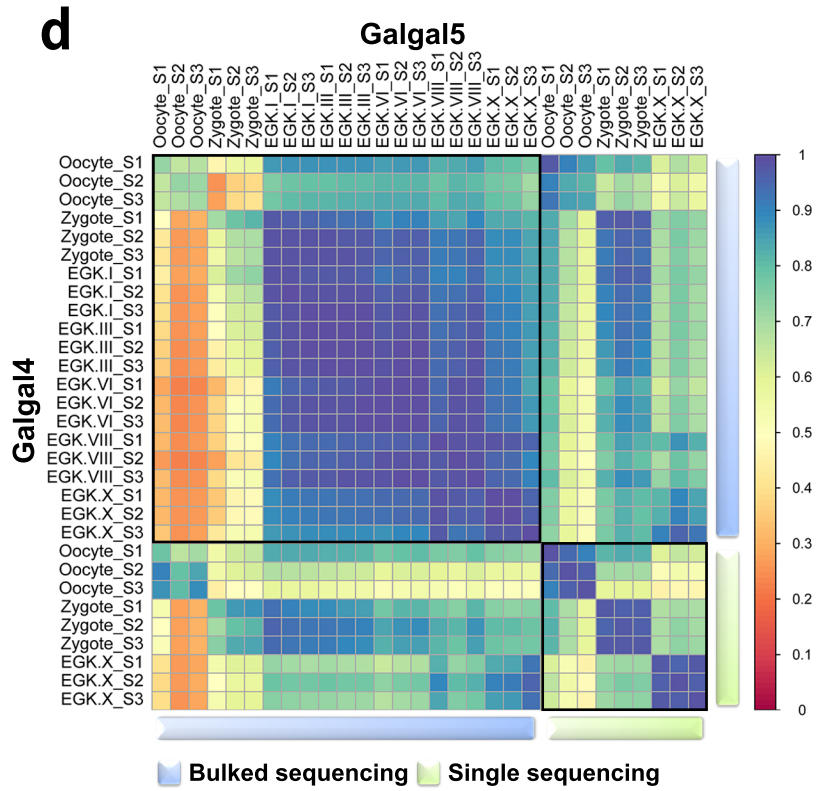 d
Galgal5
Oocyte_S1
Oocyte_S2
Oocyte_S3
Zygote_S1
Zygote_S2
Zygote_S3
EGK.I_S1
EGK.I_S2
EGK.I_S3
EGK.III_S1
EGK.III_S2
EGK.III_S3
EGK.VI_S1
EGK.VI_S2
EGK.VI_S3
EGK.VIII_S1
EGK.VIII_S2
EGK.VIII_S3
EGK.X_S1
EGK.X_S2
EGK.X_S3
Oocyte_S1
Oocyte_S2
Oocyte_S3
Zygote_S1
Zygote_S2
Zygote_S3
EGK.X_S1
EGK.X_S2
EGK.X_S3
Galgal4
Oocyte_S1
Oocyte_S2
Oocyte_S3
Zygote_S1
Zygote_S2
Zygote_S3
EGK.I_S1
EGK.I_S2
EGK.I_S3
EGK.III_S1
EGK.III_S2
EGK.III_S3
EGK.VI_S1
EGK.VI_S2
EGK.VI_S3
EGK.VIII_S1
EGK.VIII_S2
EGK.VIII_S3
EGK.X_S1
EGK.X_S2
EGK.X_S3
Oocyte_S1
Oocyte_S2
Oocyte_S3
Zygote_S1
Zygote_S2
Zygote_S3
EGK.X_S1
EGK.X_S2
EGK.X_S3
1
0.9
0.8
0.7
0.6
0.5
0.4
0.3
0.2
0.1
0
Bulked sequencing
Single sequencing